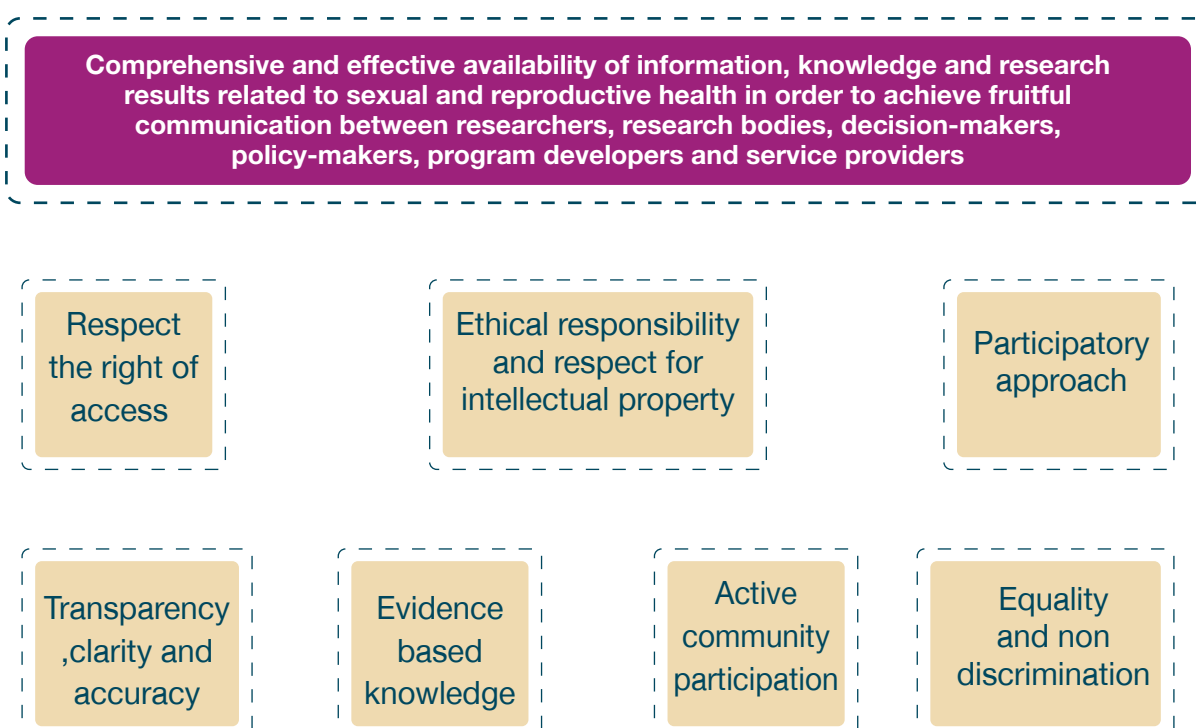 Comprehensive and effective availability of information, knowledge and research
results related to sexual and reproductive health in order to achieve fruitful
communication between researchers, research bodies, decision-makers,
policy-makers, program developers and service providers
Respect
the right of
access
Ethical responsibility
and respect for
intellectual property
Participatory
approach
Transparency
,clarity and
accuracy
Evidence
based
knowledge
Active
community
participation
Equality
and non
discrimination